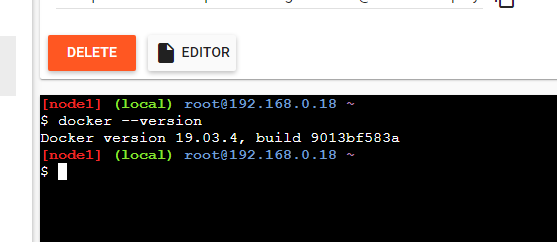 DELETE
EDITOR
[node1] (local) root@192.168.0.18 ~
$ docker --version
Docker version 19.03.4, build 9013bf583a
[node1] (local) root@192.168.0.18 ~
$